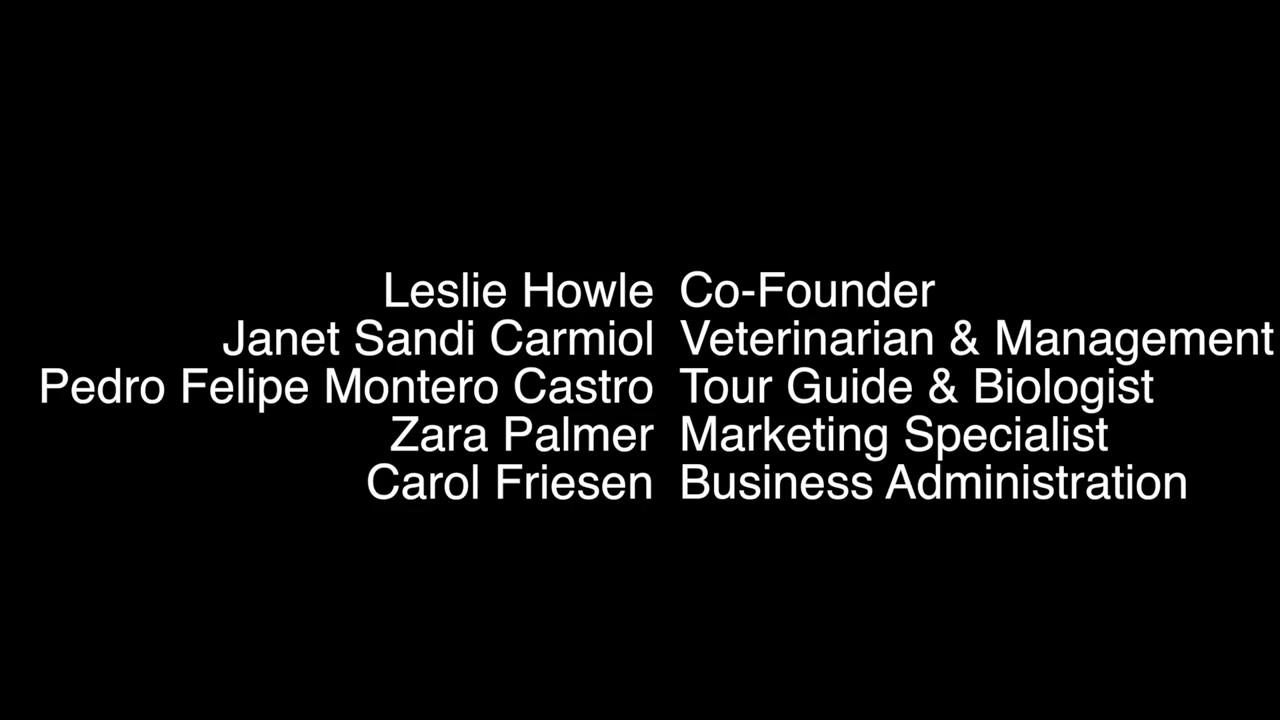 Leslie Howle Co-Founder
Janet Sandi Carmiol Veterinarian & Management
Pedro Felipe Montero Castro Tour Guide & Biologist
Zara Palmer Marketing Specialist
Carol Friesen Business Administration